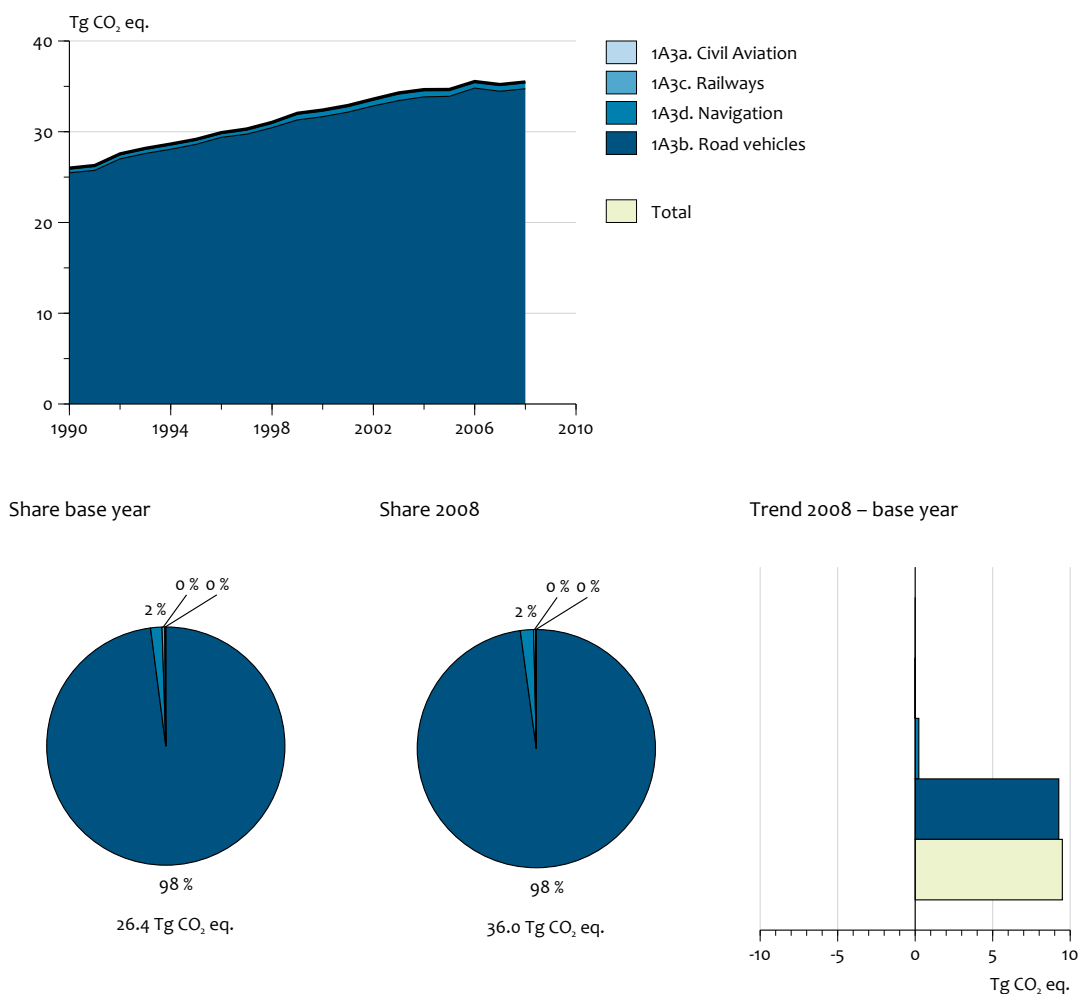 Tg CO₂ eq.
40
30
20
10
0
1990 1994 1998 2002 2006 2010
1A3a. Civil Aviation
1A3c. Railways
1A3d. Navigation
1A3b. Road vehicles
Total
Share base year
0 % 0 %
2 %
98 %
26.4 Tg CO₂ eq.
Share 2008
0 % 0 %
2 %
98 %
36.0 Tg CO₂ eq.
Trend 2008 – base year
-10 -5 0 5 10
Tg CO₂ eq.